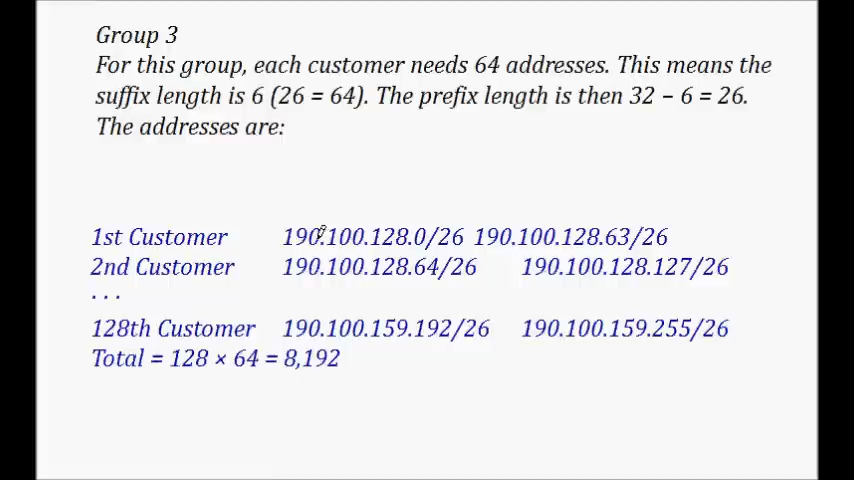 Group 3
For this group, each customer needs 64 addresses. This means the
suffix length is 6 (26 = 64). The prefix length is then 32 – 6 = 26.
The addresses are:
1st Customer 190.100.128.0/26 190.100.128.63/26
2nd Customer 190.100.128.64/26 190.100.128.127/26
. . .
128th Customer 190.100.159.192/26 190.100.159.255/26
Total = 128 × 64 = 8,192